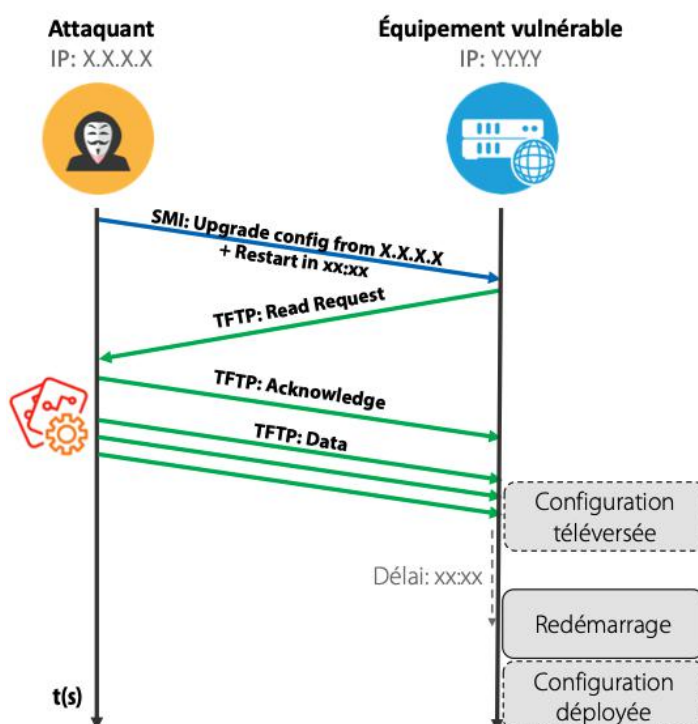 Attaquant
IP: X.X.X.X
Équipement vulnérable
IP: Y.Y.Y.Y
SMI: Upgrade config from X.X.X.X
+ Restart in xx:xx
TFTP: Read Request
TFTP: Acknowledge
TFTP: Data
Configuration
téléversée
Délai: xx:xx
Redémarrage
Configuration
déployée
t(s)